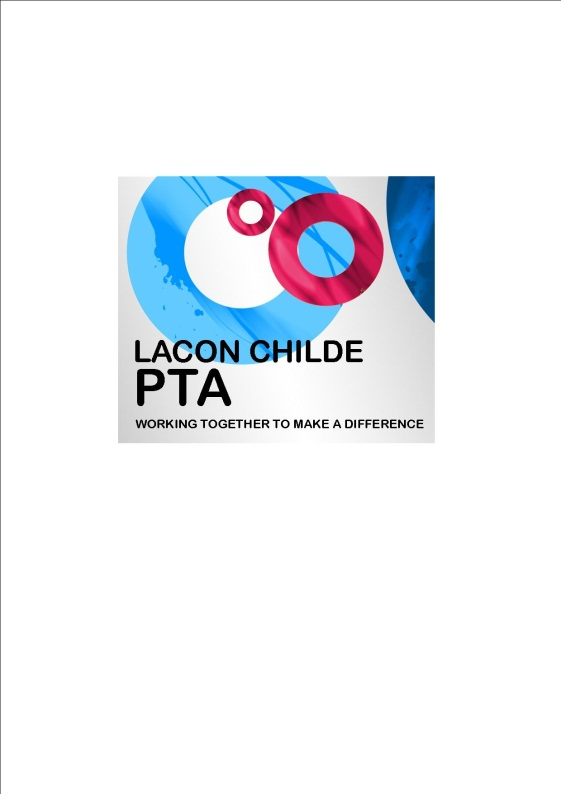 LACON CHILDE
PTA
WORKING TOGETHER TO MAKE A DIFFERENCE